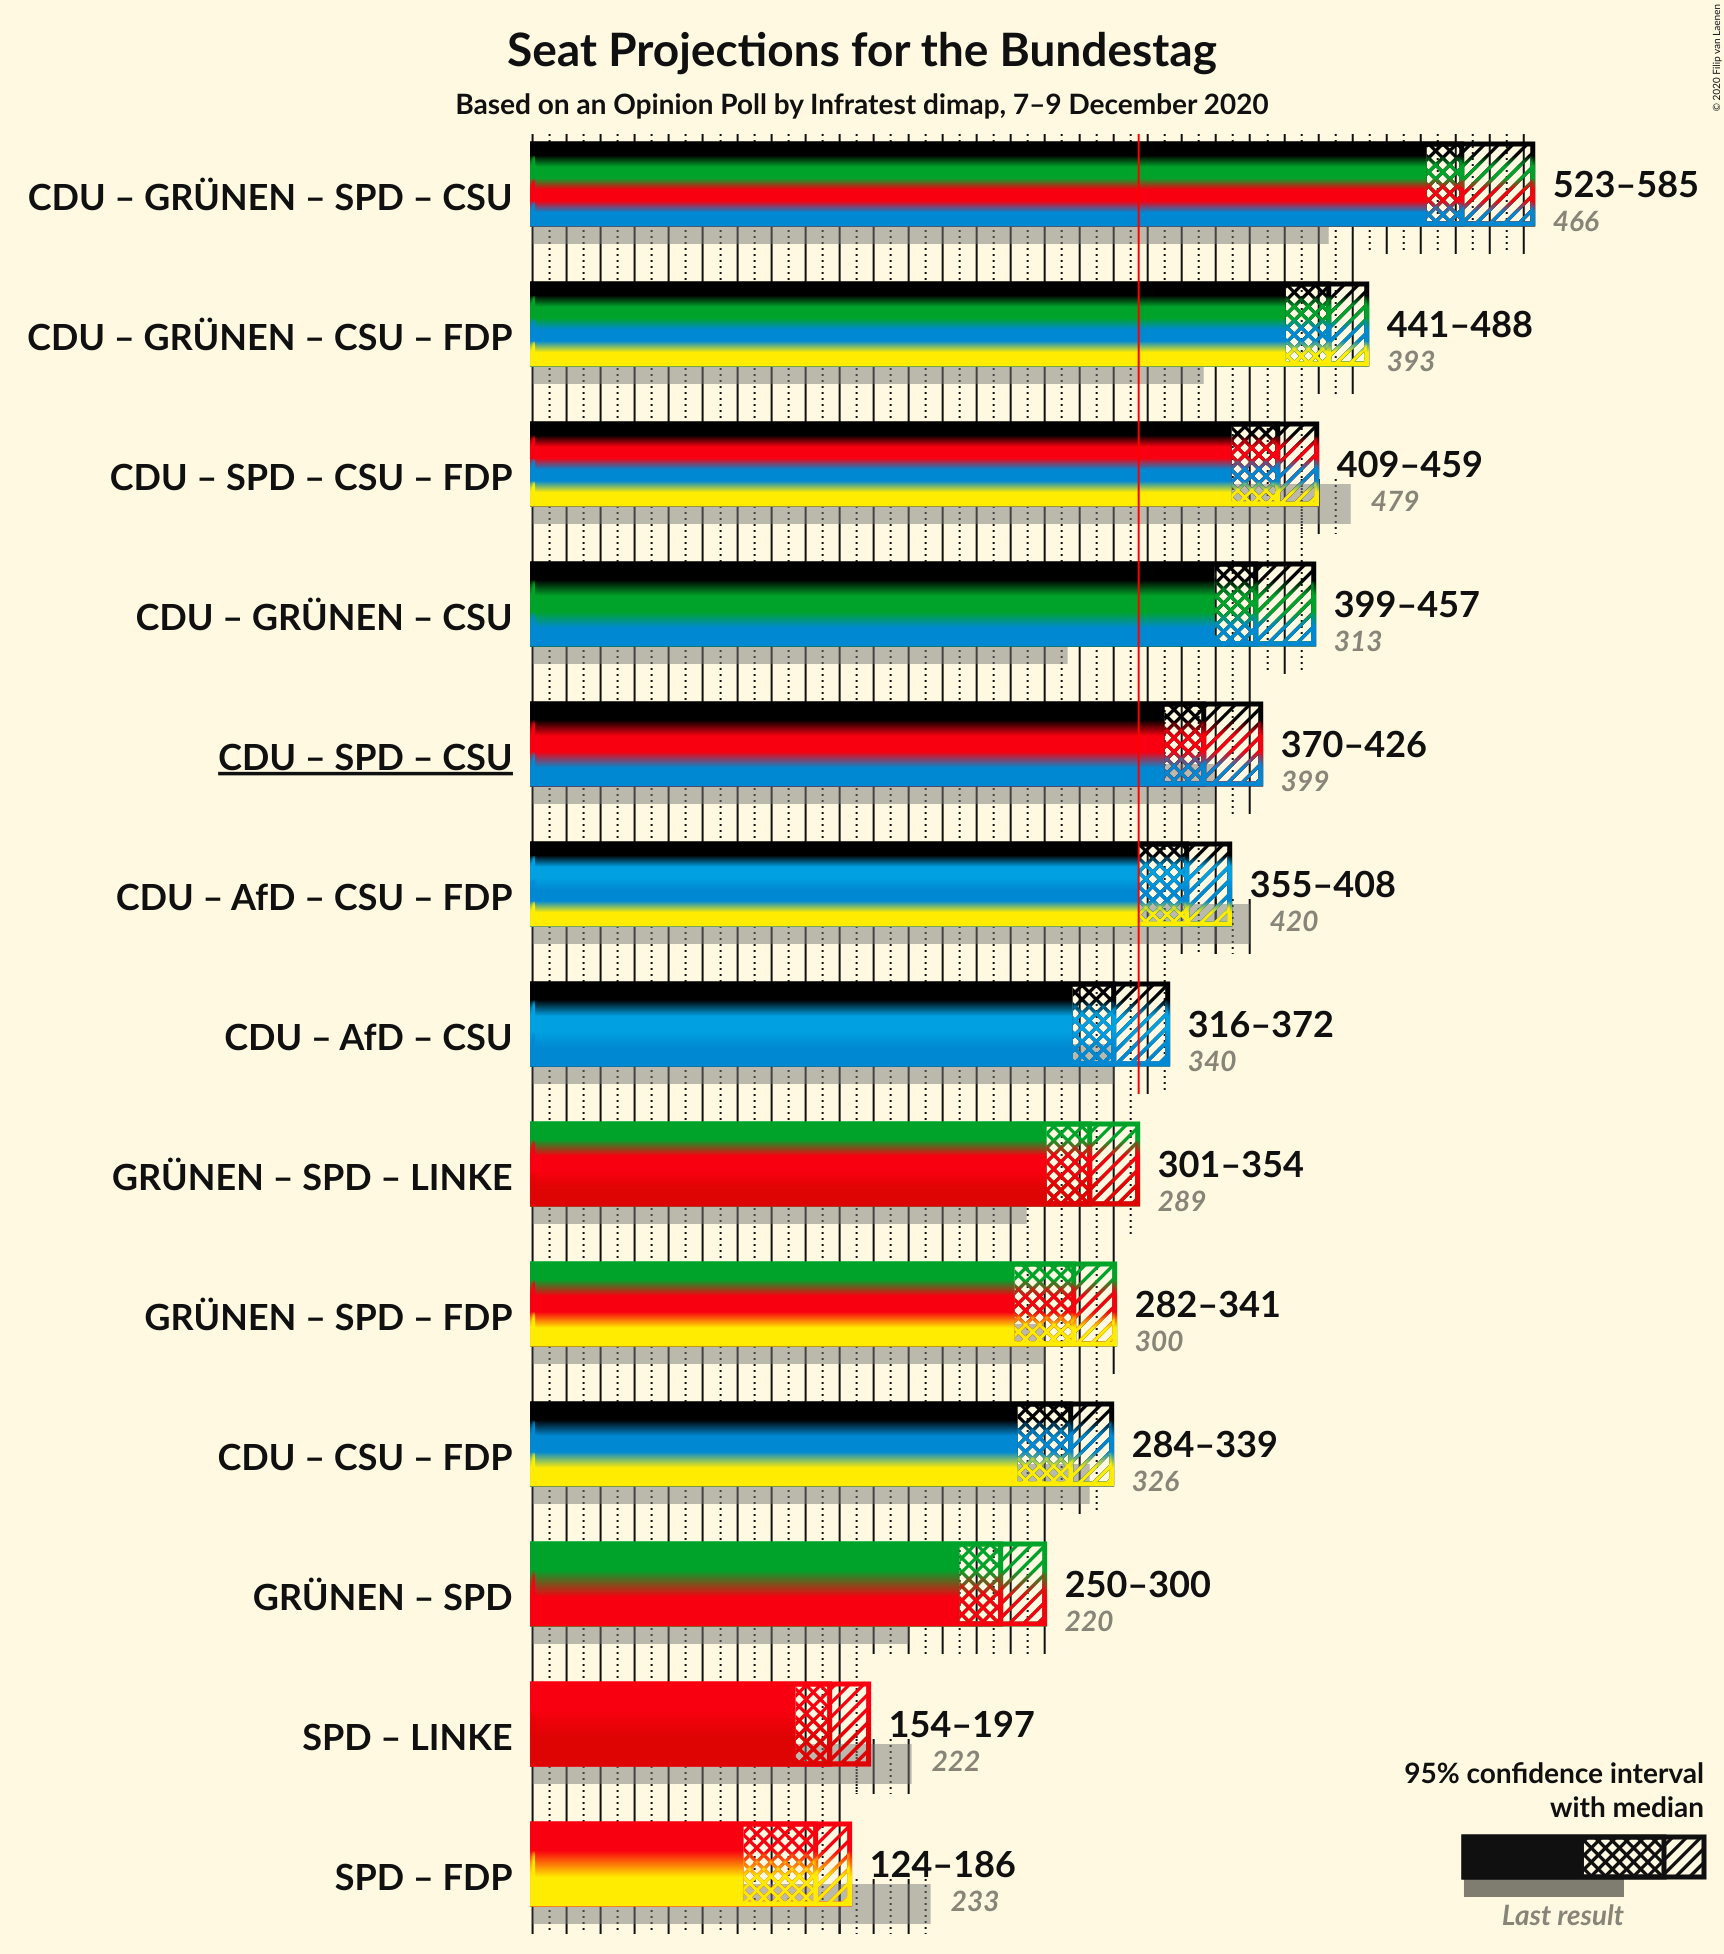 Seat Projections for the Bundestag
Based on an Opinion Poll by Infratest dimap, 7–9 December 2020
© 2020 Filip van Laenen
CDU – GRÜNEN – SPD – CSU
523–585
466
CDU – GRÜNEN – CSU – FDP
441–488
393
CDU – SPD – CSU – FDP
409–459
479
CDU – GRÜNEN – CSU
399–457
313
CDU – SPD – CSU
370–426
399
CDU – AfD – CSU – FDP
355–408
420
CDU – AfD – CSU
316–372
340
GRÜNEN – SPD – LINKE
301–354
289
GRÜNEN – SPD – FDP
282–341
300
CDU – CSU – FDP
284–339
326
GRÜNEN – SPD
250–300
220
SPD – LINKE
154–197
222
SPD – FDP
124–186
233
95% confidence interval
with median
Last result